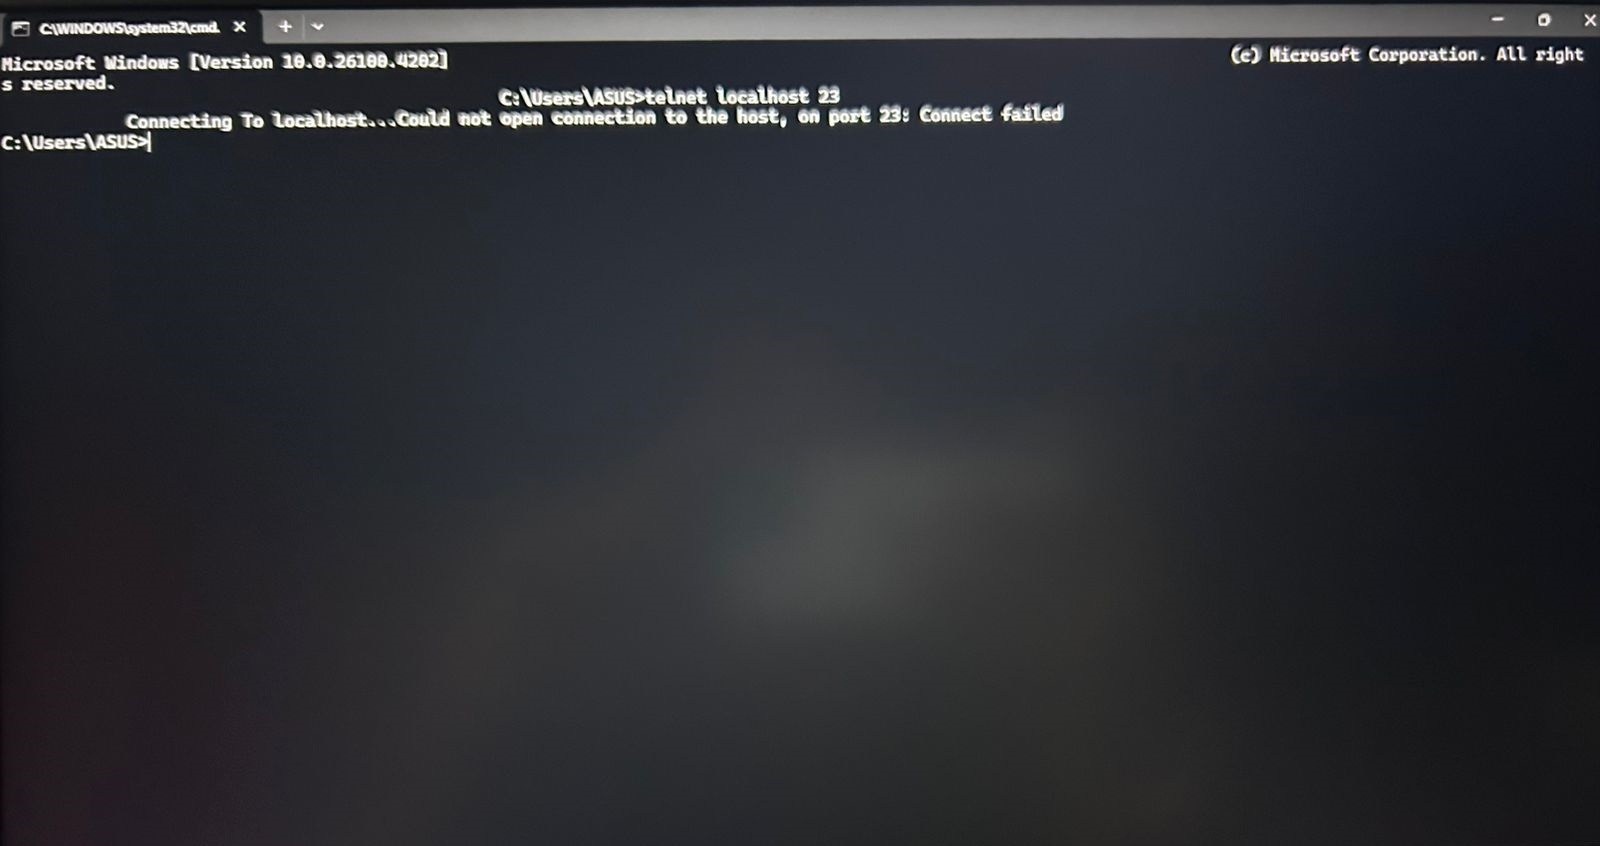 C:\WINDOWS\system32\cmd.
Microsoft Windows [Version 10.0.26100.4202]
(c) Microsoft Corporation. All right
s reserved.
C:\Users\ASUS>telnet localhost 23
Connecting To localhost...Could not open connection to the host, on port 23: Connect failed
C:\Users\ASUS>